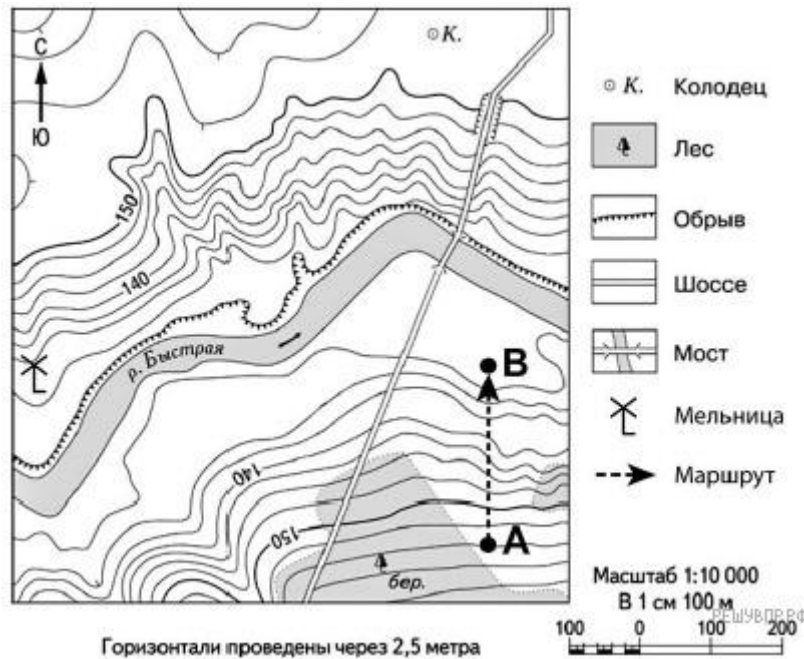 С
Ю
К.
150
140
р. Быстрая
В
140
150
А
бер.
К. Колодец
Лес
Обрыв
Шоссе
Мост
Мельница
Маршрут
Масштаб 1:10 000
В 1 см 100 м
РЕШУВПР.РФ
100 0 100 200
Горизонтали проведены через 2,5 метра